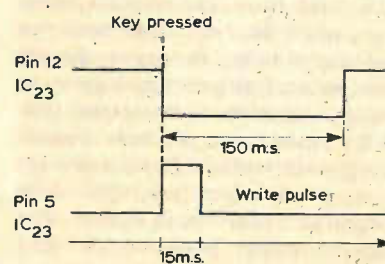 Key pressed
Pin 12
IC23
150 m.s.
Pin 5
IC23
Write pulse
15m.s.